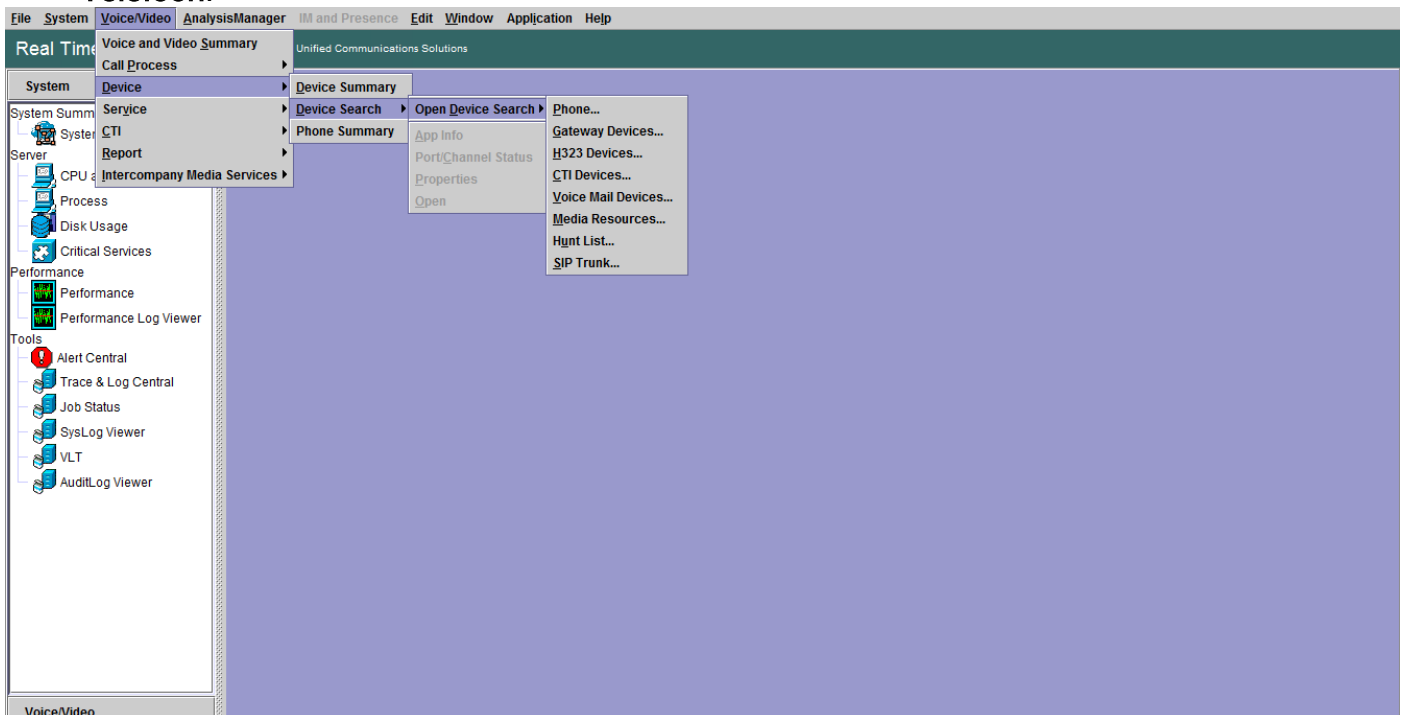 File System Voice/Video AnalysisManager IM and Presence Edit Window Application Help
Real Time
Unified Communications Solutions
Voice and Video Summary
Call Process
Device
Service
CTI
Report
Intercompany Media Services
Device Summary
Device Search
Phone Summary
Open Device Search
App Info
Port/Channel Status
Properties
Open
Phone...
Gateway Devices...
H323 Devices...
CTI Devices...
Voice Mail Devices...
Media Resources...
Hunt List...
SIP Trunk...
System
System Summ
Syster
Server
CPU a
Process
Disk Usage
Critical Services
Performance
Performance
Performance Log Viewer
Tools
Alert Central
Trace & Log Central
Job Status
SysLog Viewer
VLT
AuditLog Viewer
Voice/Video